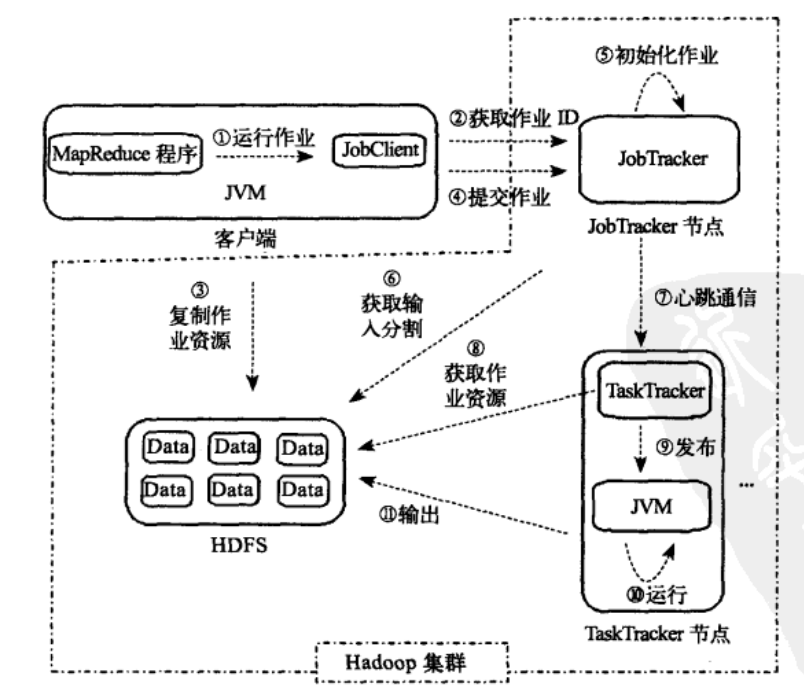 ⑤初始化作业
②获取作业 ID
①运行作业
MapReduce 程序
JobClient
JobTracker
JVM
④提交作业
客户端
JobTracker 节点
③
复制作
业资源
⑥
获取输
入分割
⑦心跳通信
⑧
获取作
业资源
TaskTracker
Data Data Data
⑨发布
Data Data Data
JVM
...
⑪输出
HDFS
⑩运行
TaskTracker 节点
Hadoop 集群